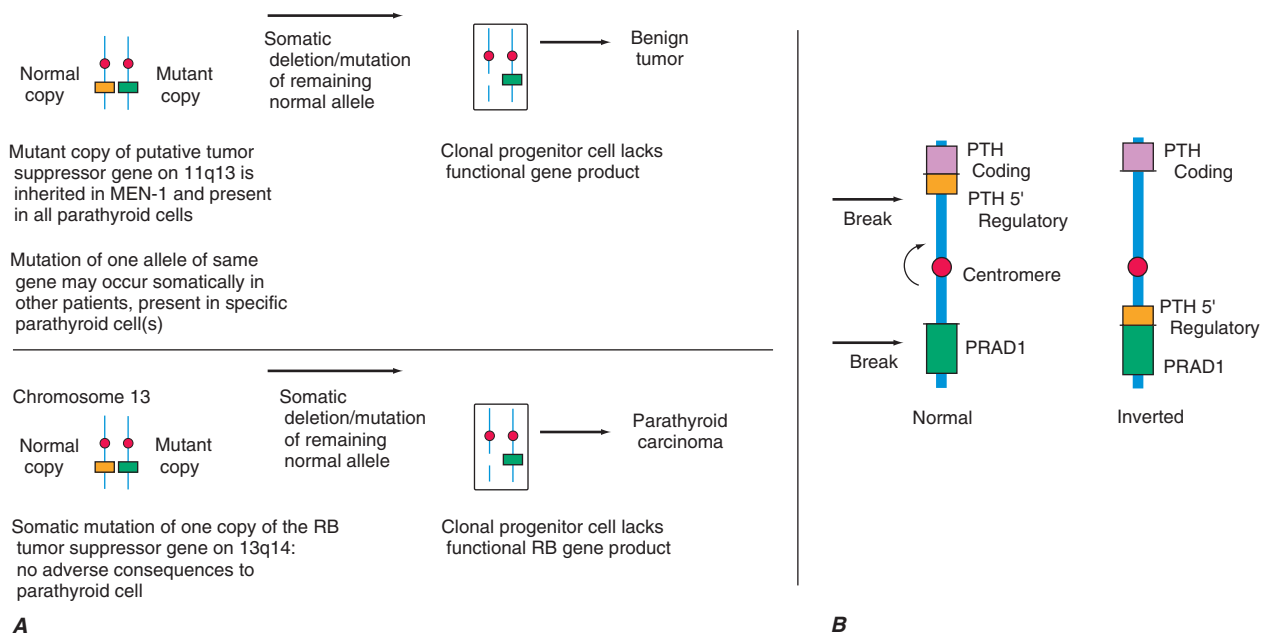 Somatic
deletion/mutation
of remaining
normal allele
Benign
tumor
Normal
copy
Mutant
copy
Mutant copy of putative tumor
suppressor gene on 11q13 is
inherited in MEN-1 and present
in all parathyroid cells
Clonal progenitor cell lacks
functional gene product
Mutation of one allele of same
gene may occur somatically in
other patients, present in specific
parathyroid cell(s)
Chromosome 13
Somatic
deletion/mutation
of remaining
normal allele
Parathyroid
carcinoma
Normal
copy
Mutant
copy
Somatic mutation of one copy of the RB
tumor suppressor gene on 13q14:
no adverse consequences to
parathyroid cell
Clonal progenitor cell lacks
functional RB gene product
A
PTH
Coding
PTH 5'
Regulatory
Break
Centromere
Break
PRAD1
Normal
PTH
Coding
PTH 5'
Regulatory
PRAD1
Inverted
B